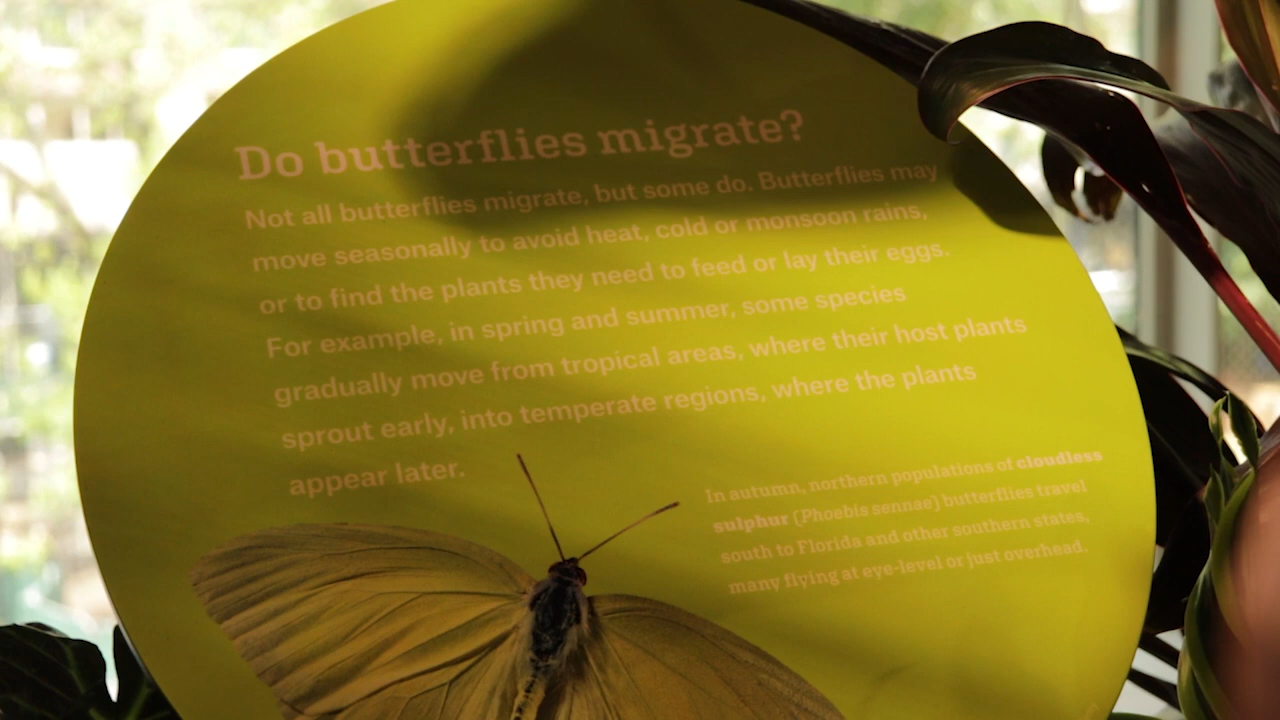 Do butterflies migrate?
Not all butterflies migrate, but some do. Butterflies may
move seasonally to avoid heat, cold or monsoon rains,
or to find the plants they need to feed or lay their eggs.
For example, in spring and summer, some species
gradually move from tropical areas, where their host plants
sprout early, into temperate regions, where the plants
appear later.
In autumn, northern populations of cloudless
sulphur (Phoebis sennae) butterflies travel
south to Florida and other southern states,
many flying at eye-level or just overhead.